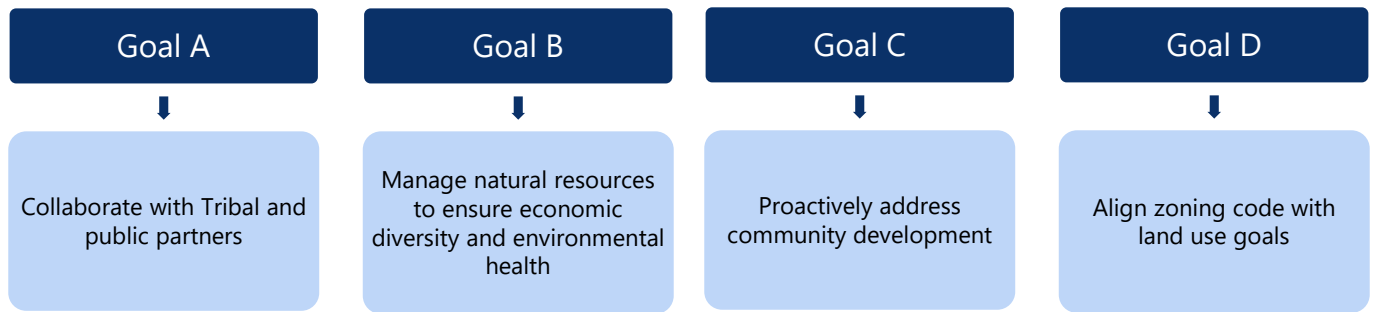 Goal A
Goal B
Goal C
Goal D
Collaborate with Tribal and
public partners
Manage natural resources
to ensure economic
diversity and environmental
health
Proactively address
community development
Align zoning code with
land use goals